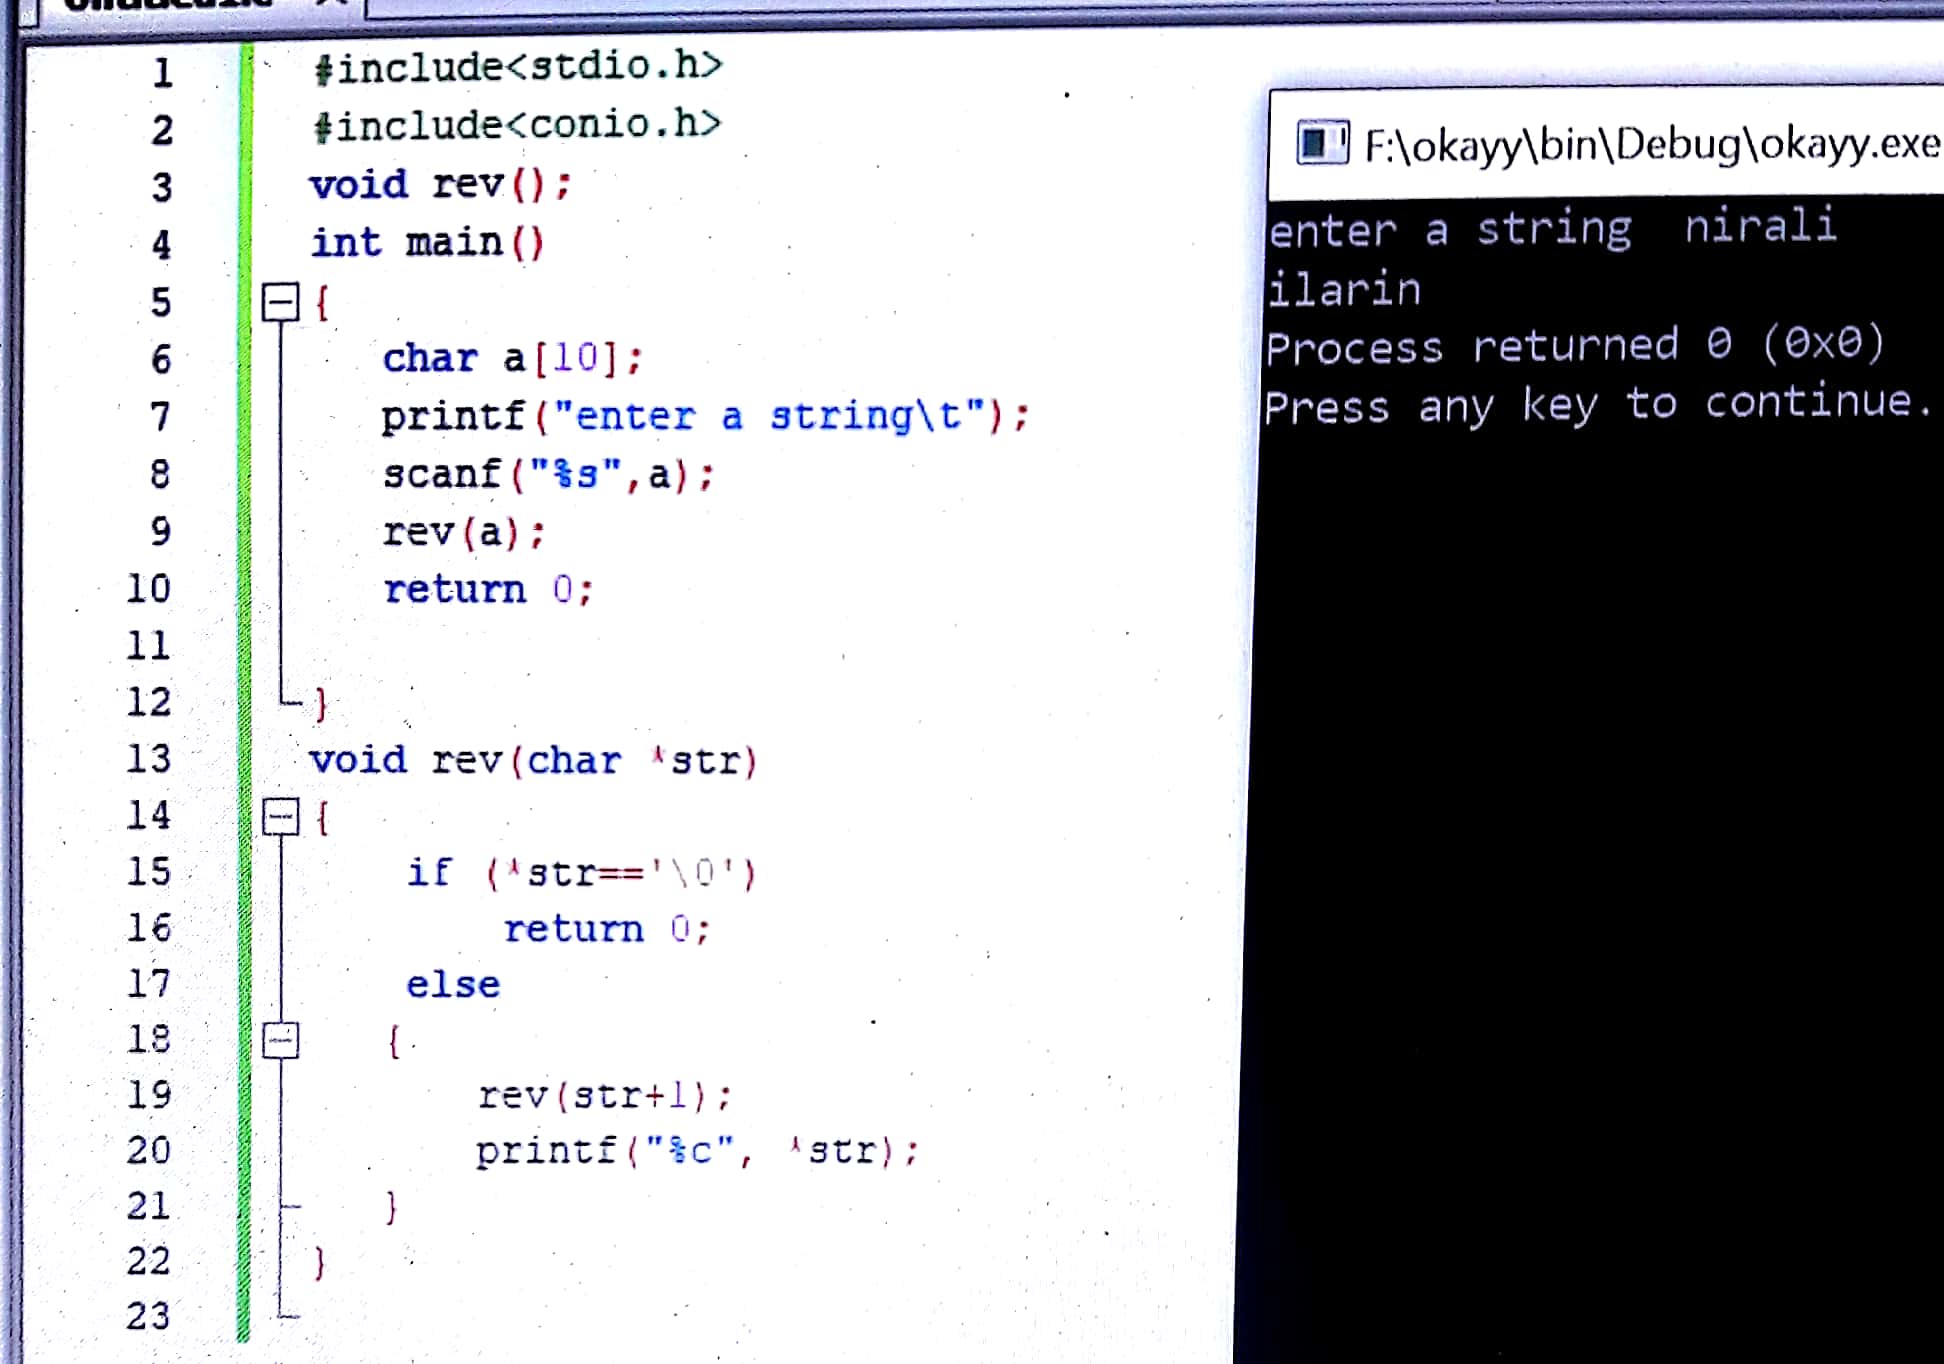 1 #include<stdio.h>
2 #include<conio.h>
3 void rev();
4 int main()
5 {
6 char a[10];
7 printf("enter a string\t");
8 scanf("%s",a);
9 rev(a);
10 return 0;
11
12 }
13 void rev(char *str)
14 {
15 if (*str=='\0')
16 return 0;
17 else
18 {
19 rev(str+1);
20 printf("%c", *str);
21 }
22 }
23
F:\okayy\bin\Debug\okayy.exe
enter a string  nirali
ilarin
Process returned 0 (0x0)
Press any key to continue.